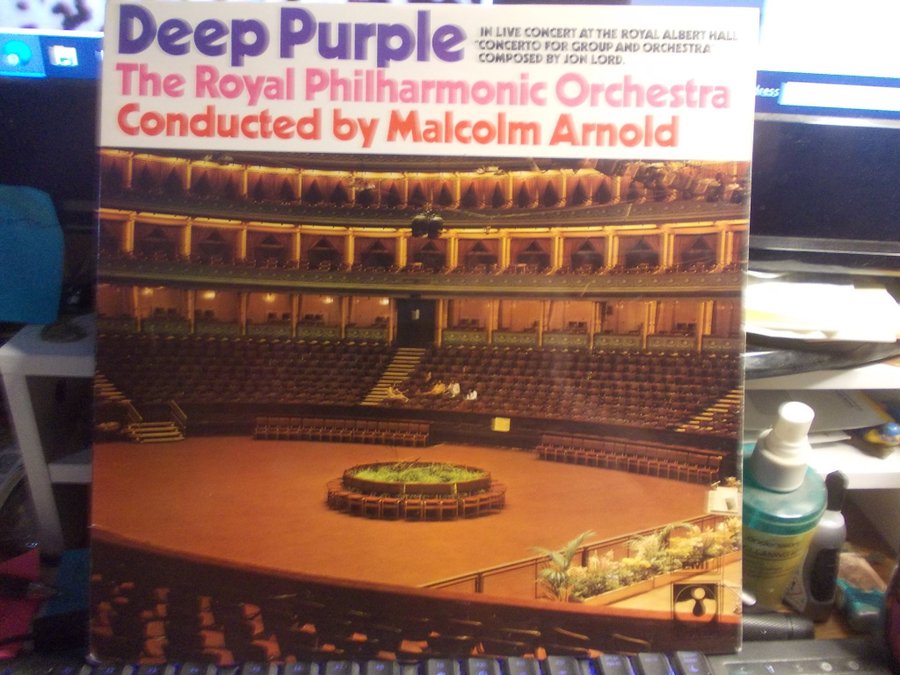 Deep Purple
IN LIVE CONCERT AT THE ROYAL ALBERT HALL
"CONCERTO FOR GROUP AND ORCHESTRA"
COMPOSED BY JON LORD.
The Royal Philharmonic Orchestra
Conducted by Malcolm Arnold
EMI